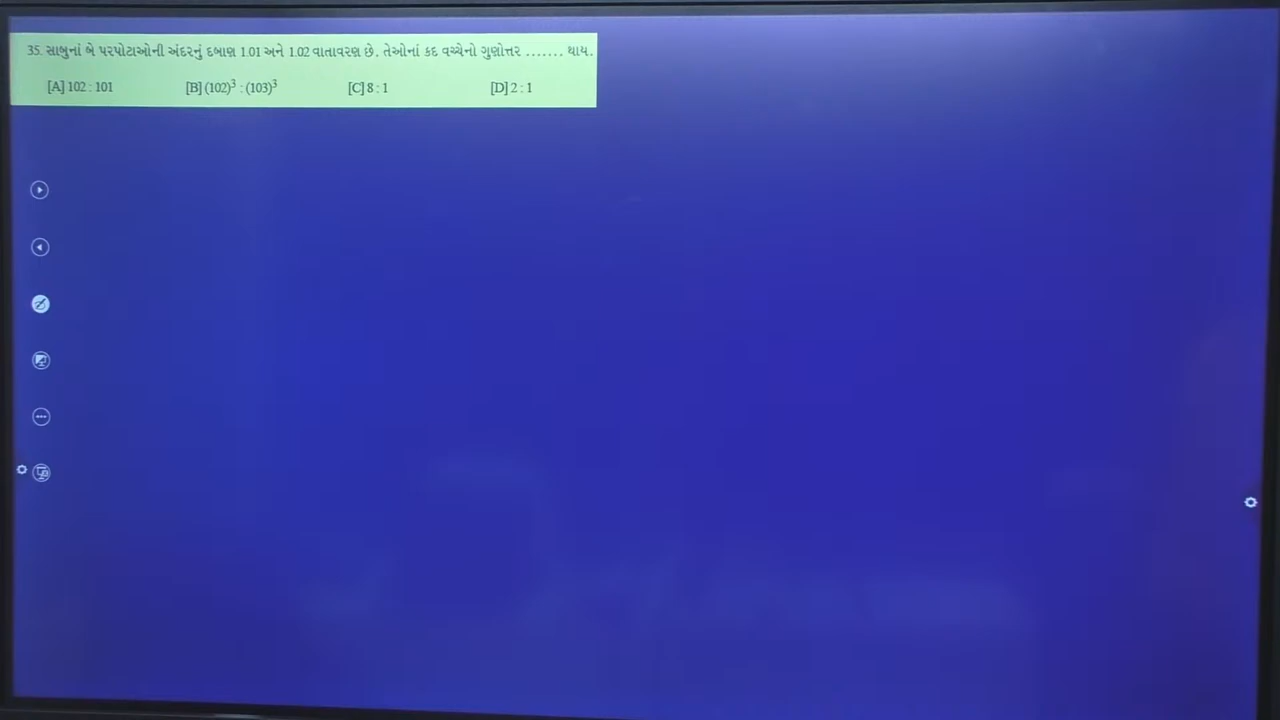 35. સાબુનાં બે પરપોટાઓની અંદરનું દબાણ 1.01 અને 1.02 વાતાવરણ છે. તેઓનાં કદ વચ્ચેનો ગુણોત્તર ....... થાય.
[A] 102 : 101 [B] (102)³ : (103)³ [C] 8 : 1 [D] 2 : 1